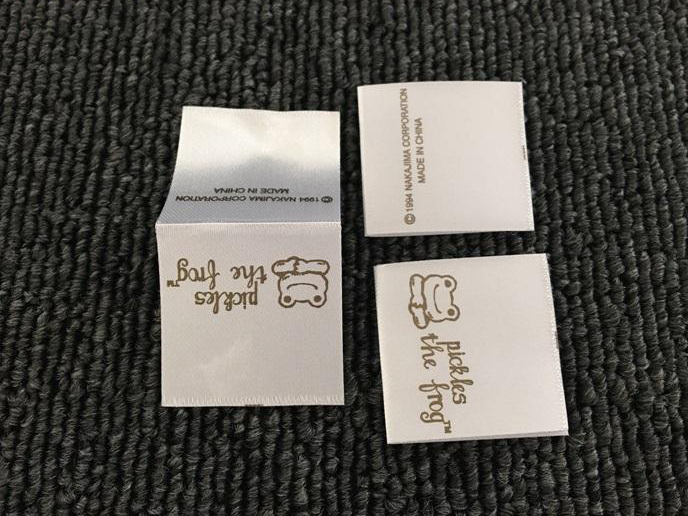 © 1994 NAKAJIMA CORPORATION
MADE IN CHINA
pickles
the frog™
© 1994 NAKAJIMA CORPORATION
MADE IN CHINA
pickles
the frog™